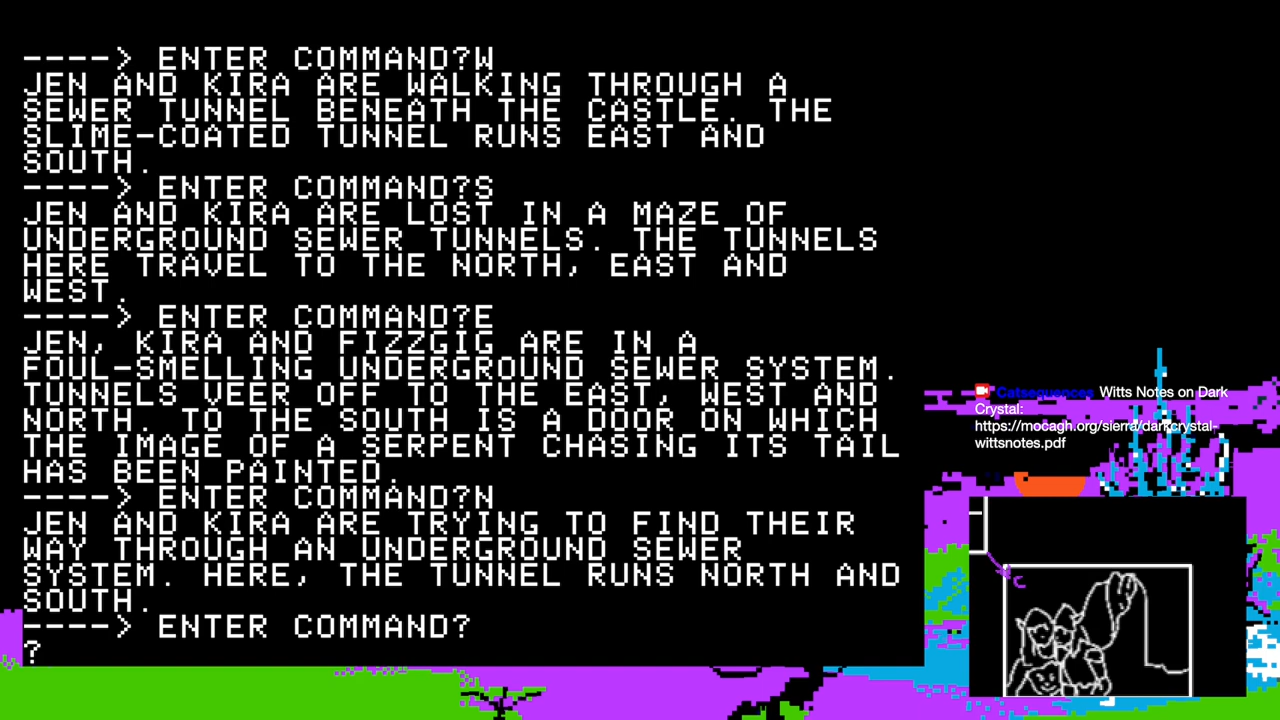 ----> ENTER COMMAND?W
JEN AND KIRA ARE WALKING THROUGH A
SEWER TUNNEL BENEATH THE CASTLE. THE
SLIME-COATED TUNNEL RUNS EAST AND
SOUTH.
----> ENTER COMMAND?S
JEN AND KIRA ARE LOST IN A MAZE OF
UNDERGROUND SEWER TUNNELS. THE TUNNELS
HERE TRAVEL TO THE NORTH, EAST AND
WEST.
----> ENTER COMMAND?E
JEN, KIRA AND FIZZGIG ARE IN A
FOUL-SMELLING UNDERGROUND SEWER SYSTEM.
TUNNELS VEER OFF TO THE EAST, WEST AND
NORTH. TO THE SOUTH IS A DOOR ON WHICH
THE IMAGE OF A SERPENT CHASING ITS TAIL
HAS BEEN PAINTED.
----> ENTER COMMAND?N
JEN AND KIRA ARE TRYING TO FIND THEIR
WAY THROUGH AN UNDERGROUND SEWER
SYSTEM. HERE, THE TUNNEL RUNS NORTH AND
SOUTH.
----> ENTER COMMAND?
?
Catsequences Witts Notes on Dark
Crystal:
https://mocagh.org/sierra/darkcrystal-
wittsnotes.pdf